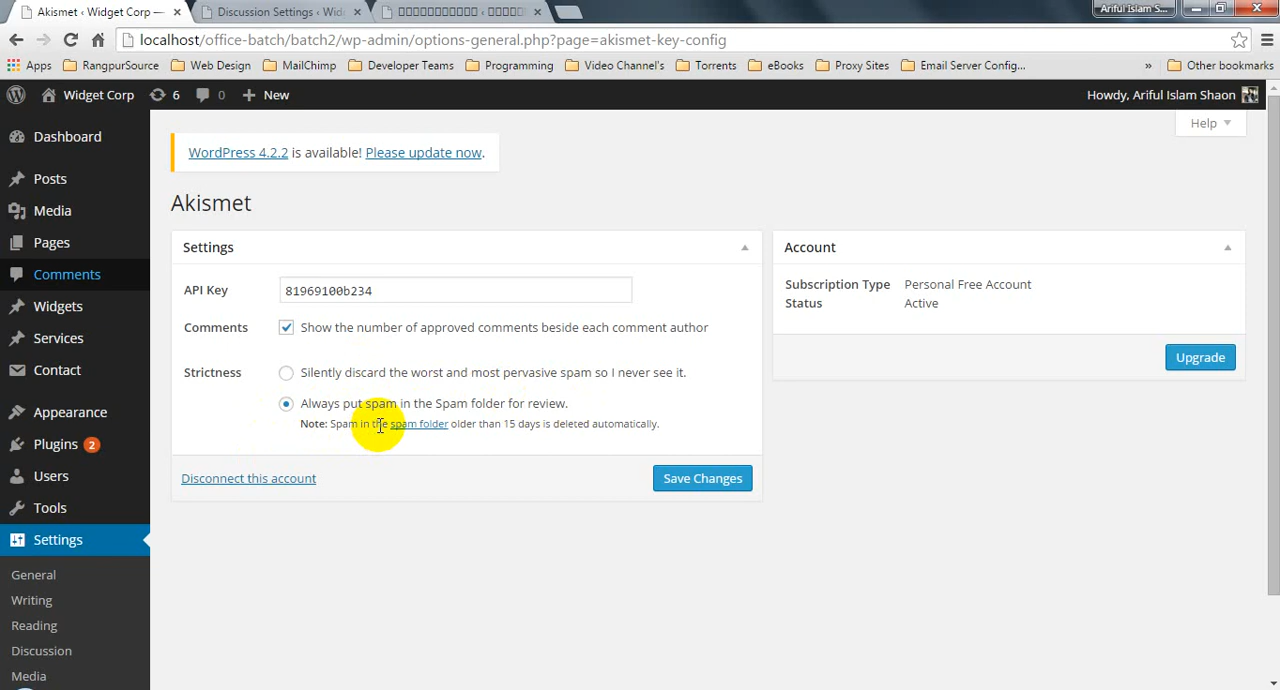 Akismet ‹ Widget Corp —
Discussion Settings ‹ Wid
Ariful Islam S...
localhost/office-batch/batch2/wp-admin/options-general.php?page=akismet-key-config
Apps RangpurSource Web Design MailChimp Developer Teams Programming Video Channel's Torrents eBooks Proxy Sites Email Server Config... » Other bookmarks
Widget Corp 6 0 New Howdy, Ariful Islam Shaon
Help
Dashboard
Posts
Media
Pages
Comments
Widgets
Services
Contact
Appearance
Plugins 2
Users
Tools
Settings
General
Writing
Reading
Discussion
Media
WordPress 4.2.2 is available! Please update now.
Akismet
Settings
API Key 81969100b234
Comments Show the number of approved comments beside each comment author
Strictness Silently discard the worst and most pervasive spam so I never see it.
Always put spam in the Spam folder for review.
Note: Spam in the spam folder older than 15 days is deleted automatically.
Disconnect this account Save Changes
Account
Subscription Type Personal Free Account
Status Active
Upgrade